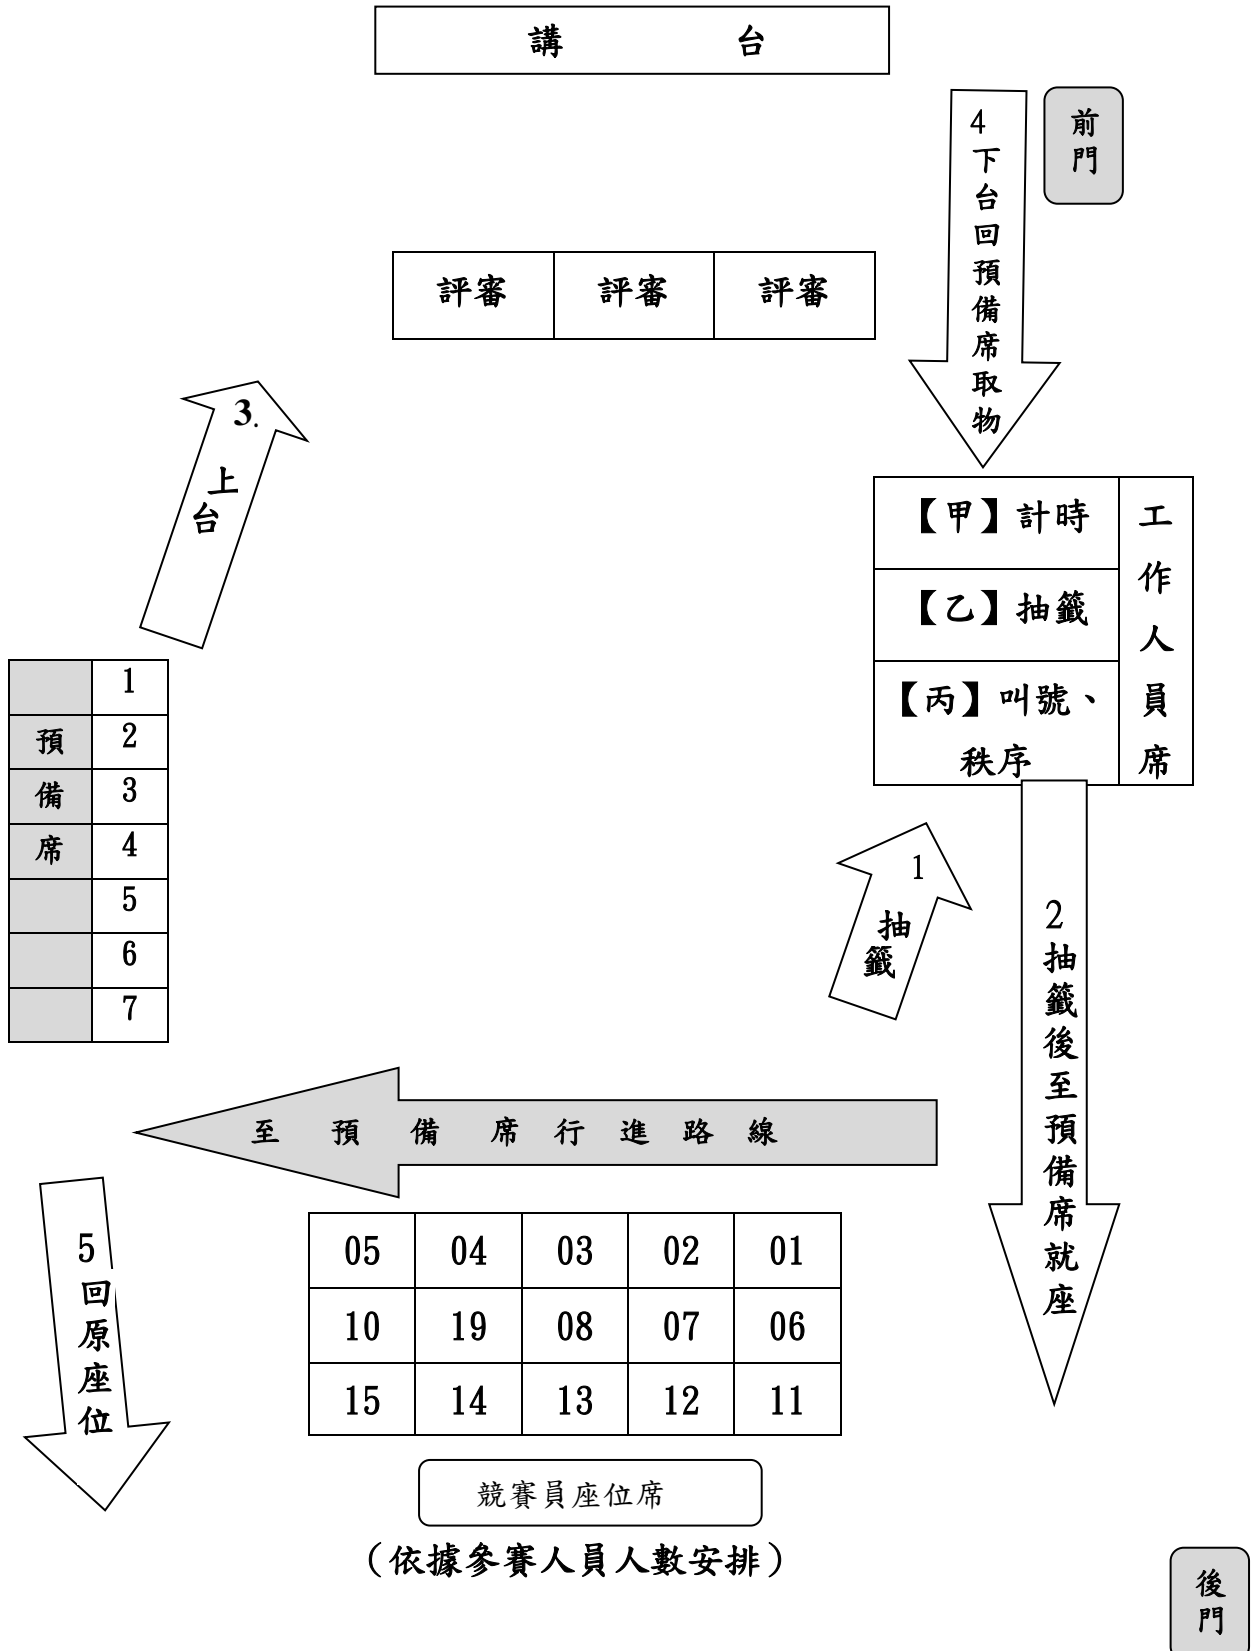 講 台
4下台回預備席取物
前門
評審 評審 評審
3.
上台
【甲】計時
【乙】抽籤
【丙】叫號、
秩序
工作人員席
1
預 2
備 3
席 4
5
6
7
1
抽籤
2抽籤後至預備席就座
至預備席行進路線
5回原座位
05 04 03 02 01
10 19 08 07 06
15 14 13 12 11
競賽員座位席
（依據參賽人員人數安排）
後門